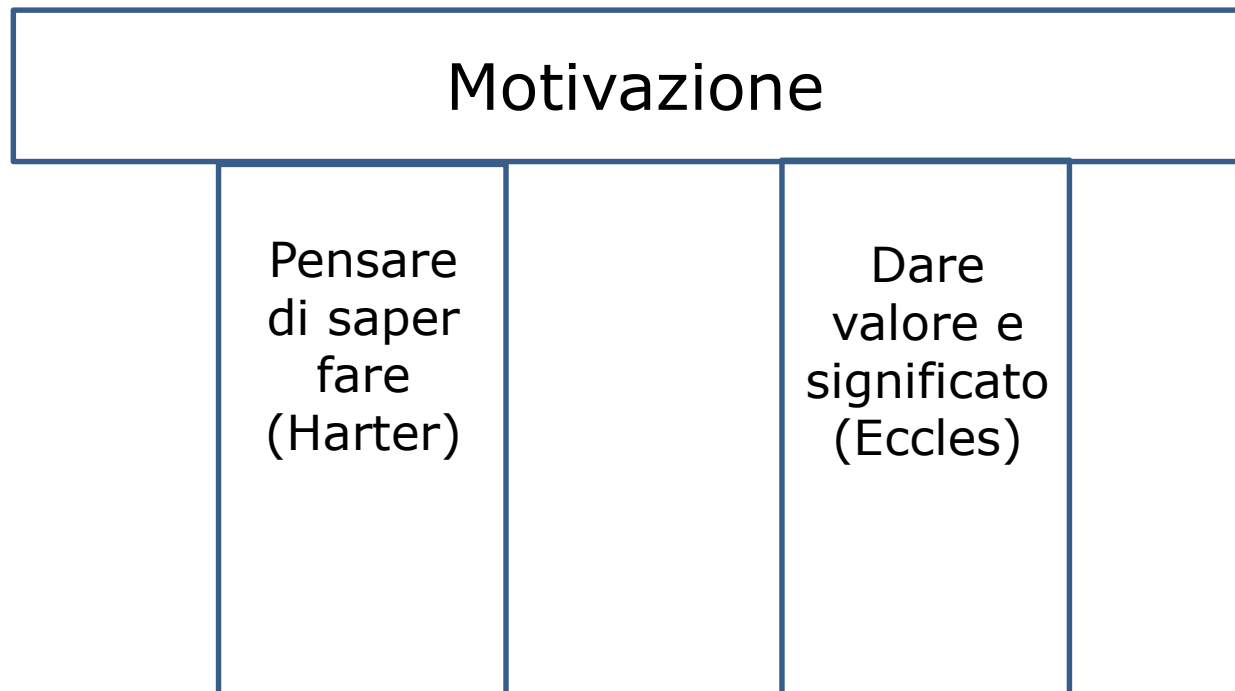 Motivazione
Pensare
di saper
fare
(Harter)
Dare
valore e
significato
(Eccles)